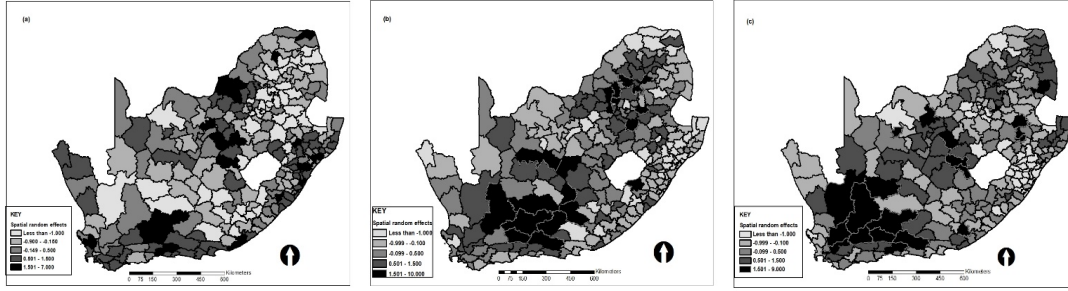 (a)
KEY
Spatial random effects
Less than -1.000
-0.900 - -0.150
-0.149 - 0.500
0.501 - 1.500
1.501 - 7.000
0 75 150 300 450 600
Kilometers
(b)
KEY
Spatial random effects
Less than -1.000
-0.999 - -0.100
-0.099 - 0.500
0.501 - 1.500
1.501 - 10.000
0 75 150 300 450 600
Kilometers
(c)
KEY
Spatial random effects
Less than -1.000
-0.999 - -0.100
-0.099 - 0.500
0.501 - 1.500
1.501 - 9.000
0 75 150 300 450 600
Kilometers